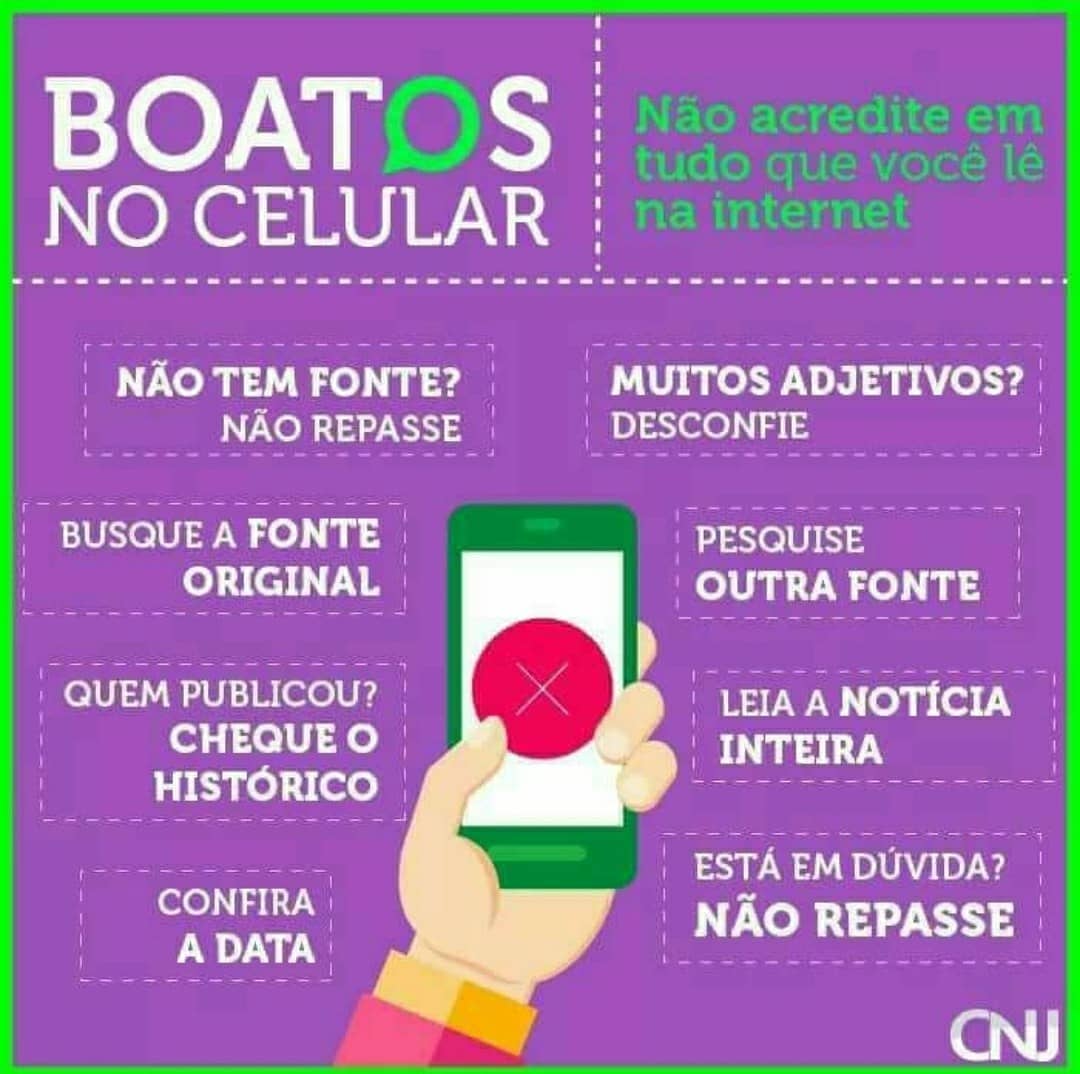 BOATOS
NO CELULAR
Não acredite em
tudo que você lê
na internet
NÃO TEM FONTE?
NÃO REPASSE
MUITOS ADJETIVOS?
DESCONFIE
BUSQUE A FONTE
ORIGINAL
PESQUISE
OUTRA FONTE
QUEM PUBLICOU?
CHEQUE O
HISTÓRICO
LEIA A NOTÍCIA
INTEIRA
CONFIRA
A DATA
ESTÁ EM DÚVIDA?
NÃO REPASSE
CNJ